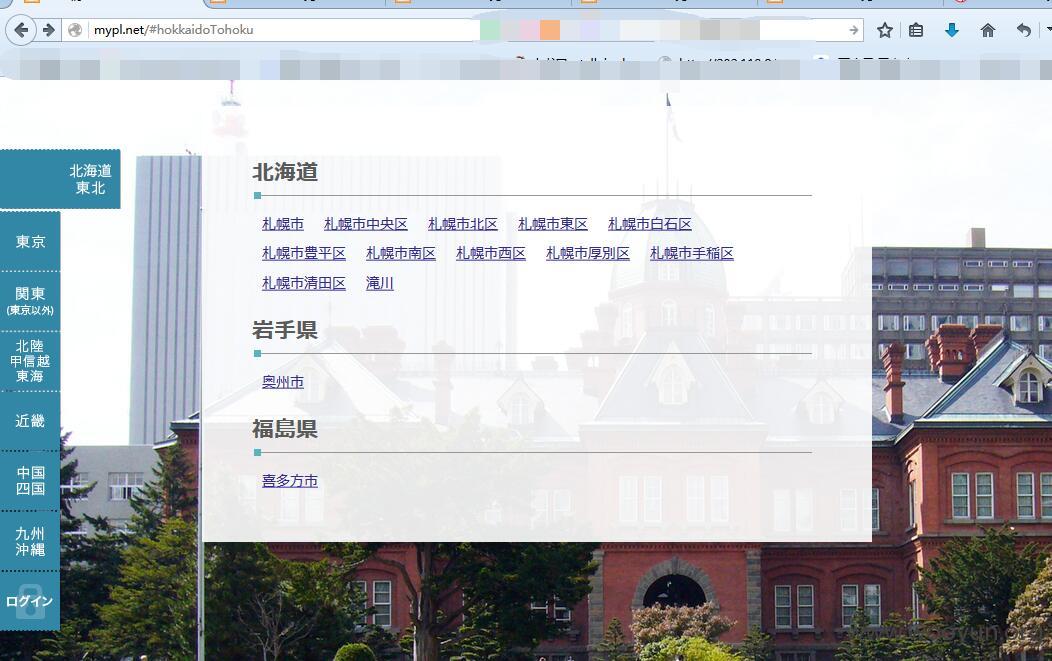 mypl.net/#hokkaidoTohoku
北海道
東北
東京
関東
(東京以外)
北陸
甲信越
東海
近畿
中国
四国
九州
沖縄
ログイン
北海道
札幌市 札幌市中央区 札幌市北区 札幌市東区 札幌市白石区
札幌市豊平区 札幌市南区 札幌市西区 札幌市厚別区 札幌市手稲区
札幌市清田区 滝川
岩手県
奥州市
福島県
喜多方市